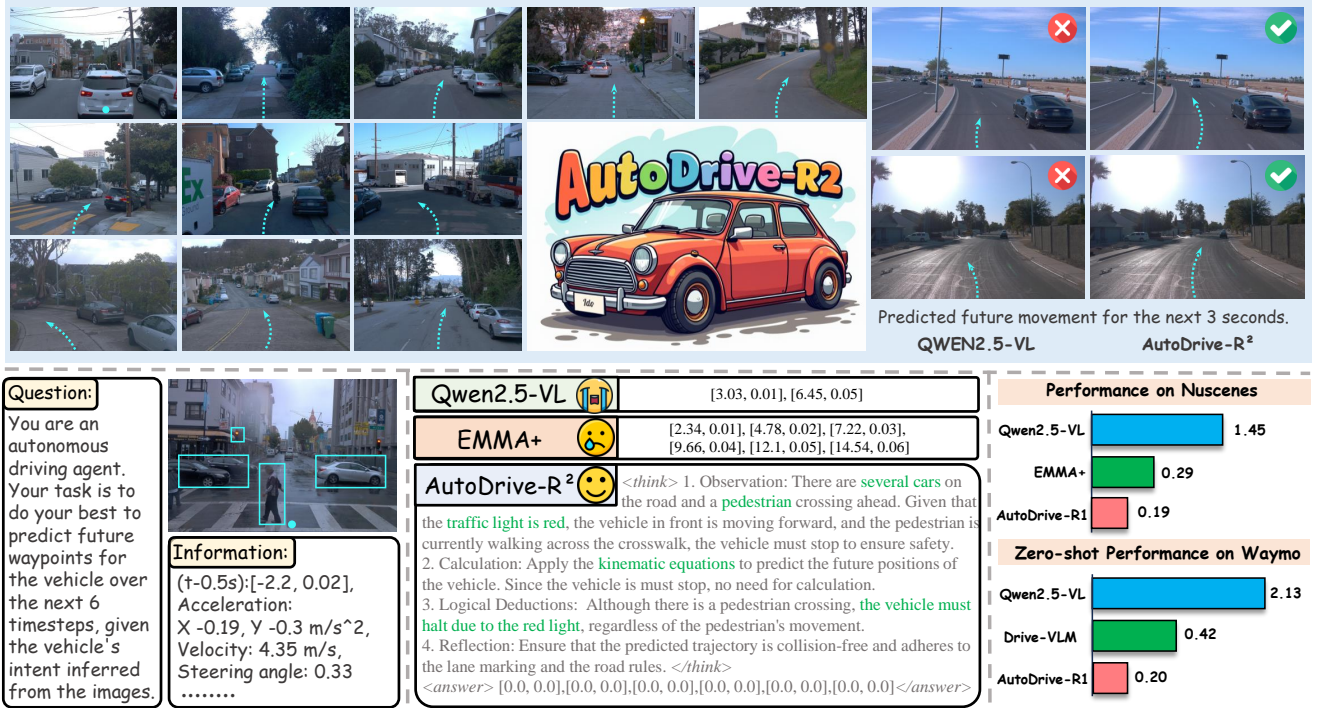 Ex
AutoDrive-R2
Ido
Predicted future movement for the next 3 seconds.
QWEN2.5-VL
AutoDrive-R²
Question:
You are an
autonomous
driving agent.
Your task is to
do your best to
predict future
waypoints for
the vehicle over
the next 6
timesteps, given
the vehicle's
intent inferred
from the images.
Information:
(t-0.5s):[-2.2, 0.02],
Acceleration:
X -0.19, Y -0.3 m/s^2,
Velocity: 4.35 m/s,
Steering angle: 0.33
........
Qwen2.5-VL
[3.03, 0.01], [6.45, 0.05]
EMMA+
[2.34, 0.01], [4.78, 0.02], [7.22, 0.03],
[9.66, 0.04], [12.1, 0.05], [14.54, 0.06]
AutoDrive-R²
<think> 1. Observation: There are several cars on
the road and a pedestrian crossing ahead. Given that
the traffic light is red, the vehicle in front is moving forward, and the pedestrian is
currently walking across the crosswalk, the vehicle must stop to ensure safety.
2. Calculation: Apply the kinematic equations to predict the future positions of
the vehicle. Since the vehicle is must stop, no need for calculation.
3. Logical Deductions: Although there is a pedestrian crossing, the vehicle must
halt due to the red light, regardless of the pedestrian's movement.
4. Reflection: Ensure that the predicted trajectory is collision-free and adheres to
the lane marking and the road rules. </think>
<answer> [0.0, 0.0],[0.0, 0.0],[0.0, 0.0],[0.0, 0.0],[0.0, 0.0],[0.0, 0.0]</answer>
Performance on Nuscenes
Qwen2.5-VL
1.45
EMMA+
0.29
AutoDrive-R1
0.19
Zero-shot Performance on Waymo
Qwen2.5-VL
2.13
Drive-VLM
0.42
AutoDrive-R1
0.20